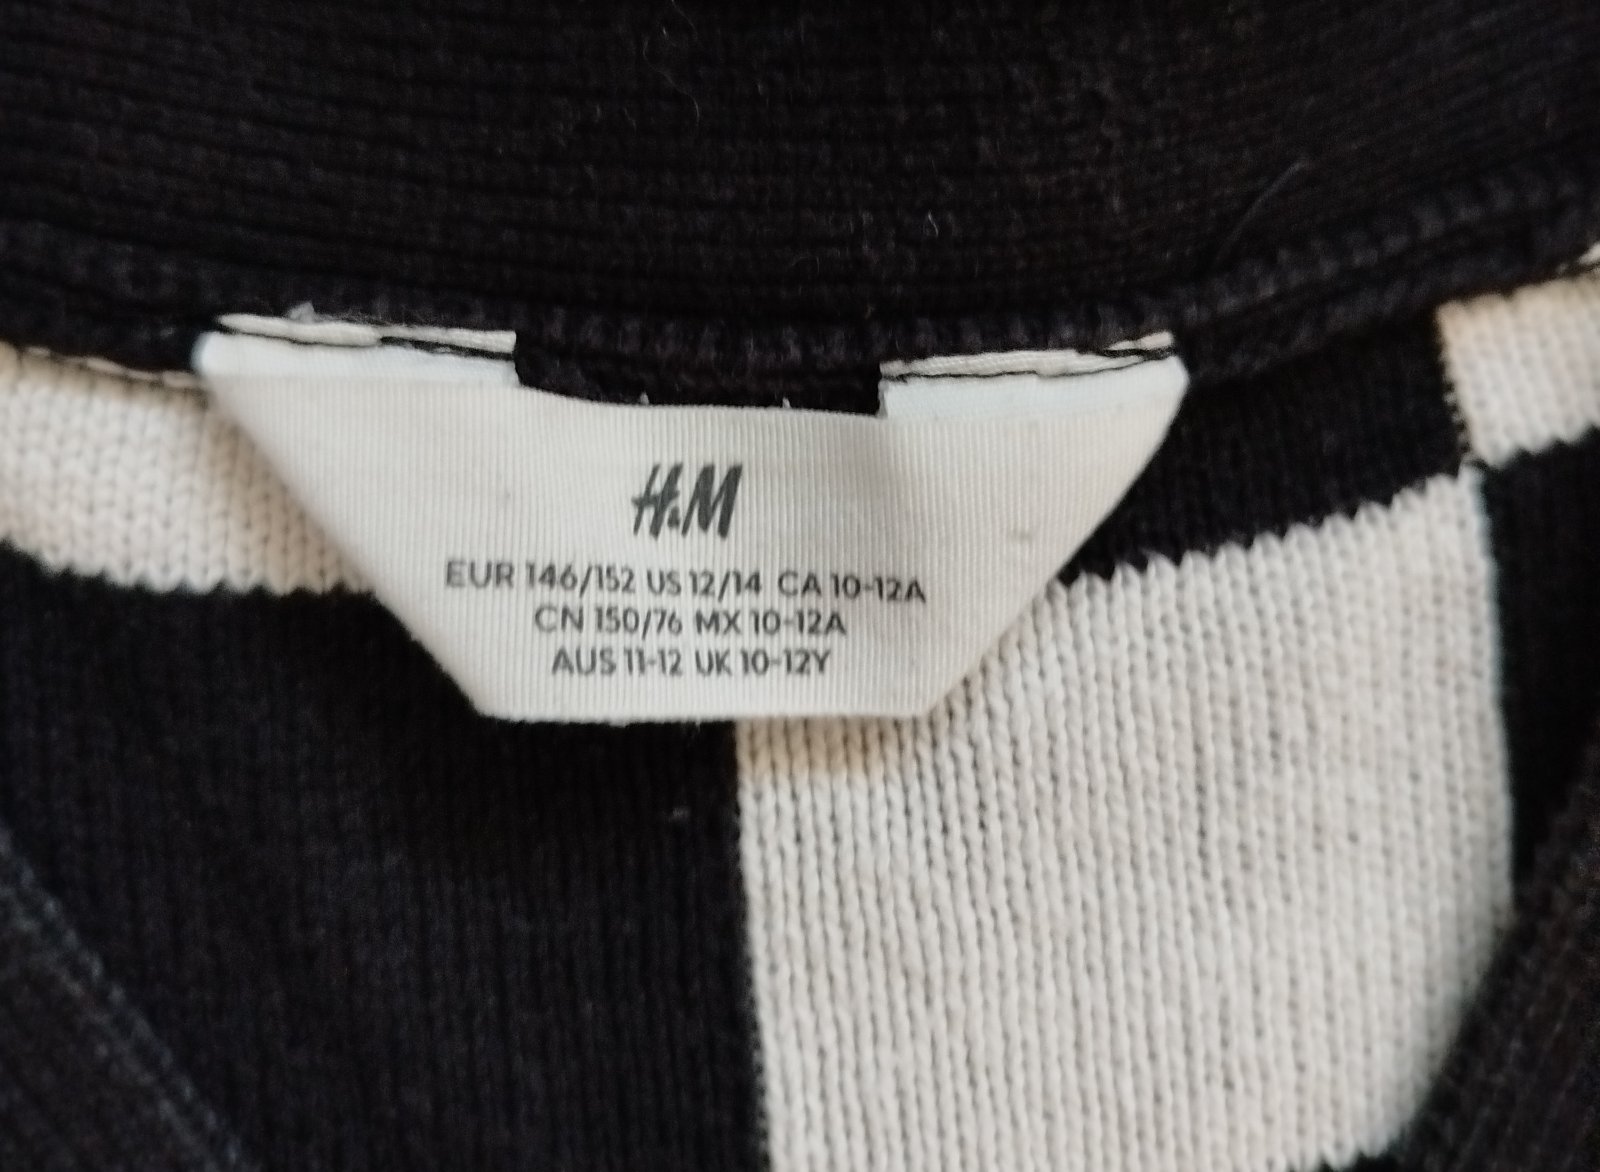 H&M
EUR 146/152 US 12/14 CA 10-12A
CN 150/76 MX 10-12A
AUS 11-12 UK 10-12Y